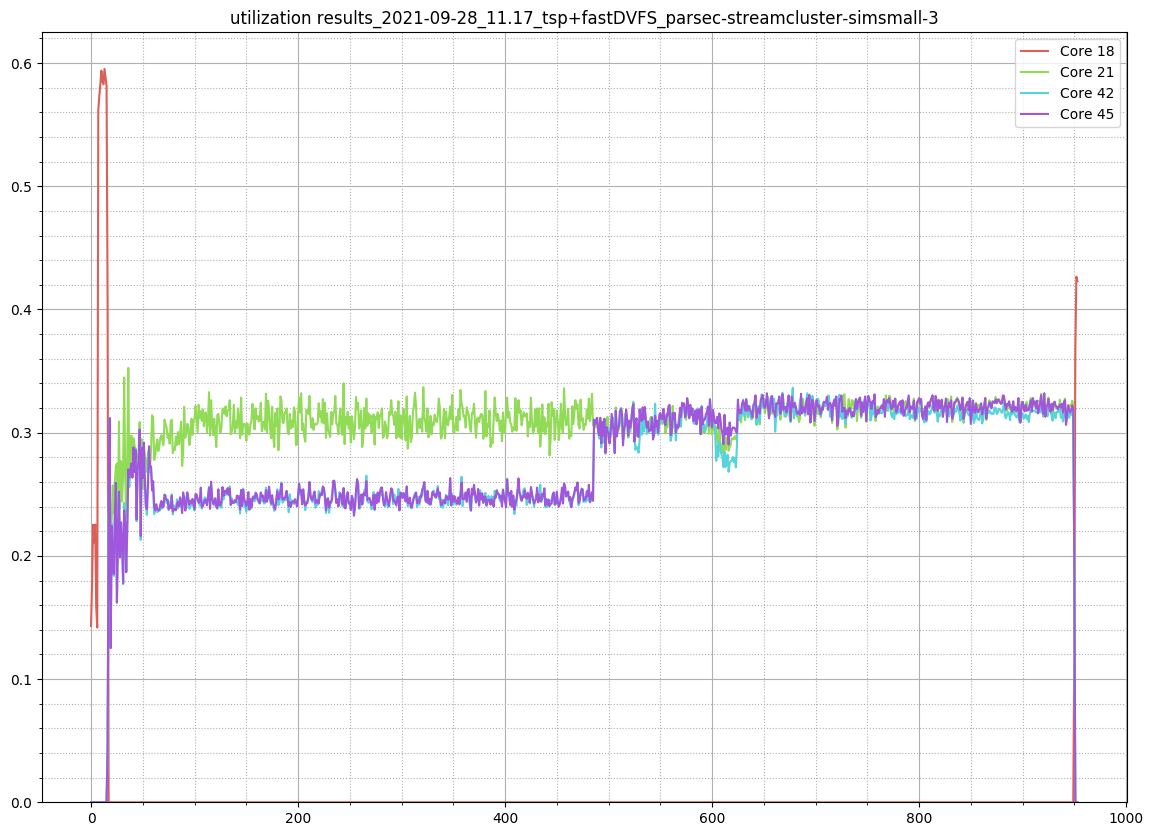 utilization results_2021-09-28_11.17_tsp+fastDVFS_parsec-streamcluster-simsmall-3
Core 18
Core 21
Core 42
Core 45
0.6
0.5
0.4
0.3
0.2
0.1
0.0
0 200 400 600 800 1000